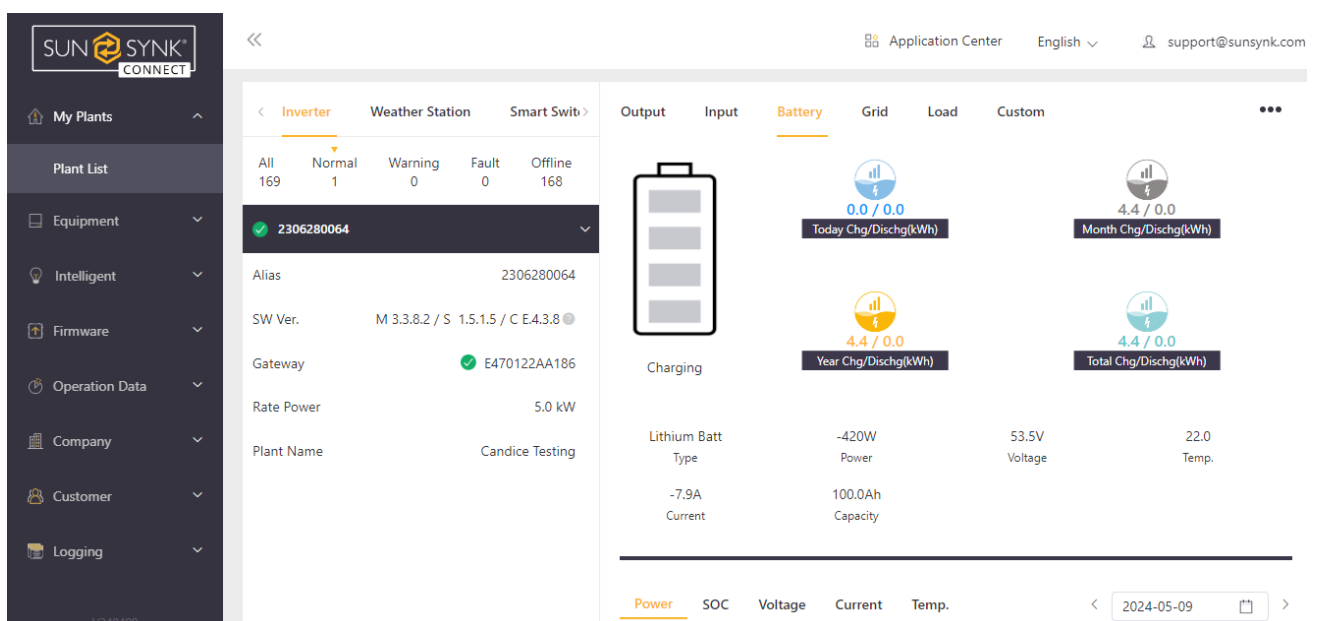 SUN SYNK®
CONNECT
Application Center English support@sunsynk.com
My Plants
Plant List
Equipment
Intelligent
Firmware
Operation Data
Company
Customer
Logging
Inverter Weather Station Smart Swit
All Normal Warning Fault Offline
169 1 0 0 168
2306280064
Alias 2306280064
SW Ver. M 3.3.8.2 / S 1.5.1.5 / C E.4.3.8
Gateway E470122AA186
Rate Power 5.0 kW
Plant Name Candice Testing
Output Input Battery Grid Load Custom
Charging
0.0 / 0.0
Today Chg/Dischg(kWh)
4.4 / 0.0
Month Chg/Dischg(kWh)
4.4 / 0.0
Year Chg/Dischg(kWh)
4.4 / 0.0
Total Chg/Dischg(kWh)
Lithium Batt -420W 53.5V 22.0
Type Power Voltage Temp.
-7.9A 100.0Ah
Current Capacity
Power SOC Voltage Current Temp. 2024-05-09